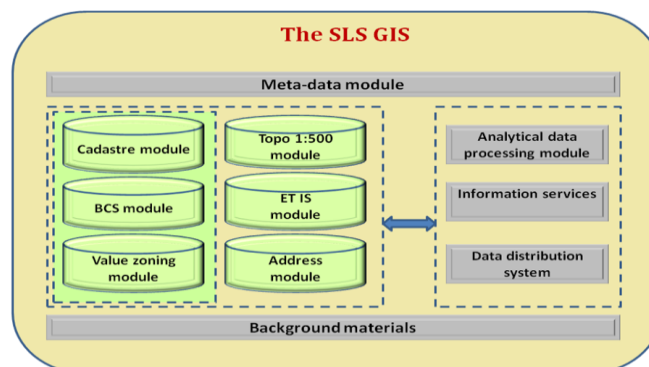 The SLS GIS
Meta-data module
Cadastre module
BCS module
Value zoning
module
Topo 1:500
module
ET IS
module
Address
module
Analytical data
processing module
Information services
Data distribution
system
Background materials